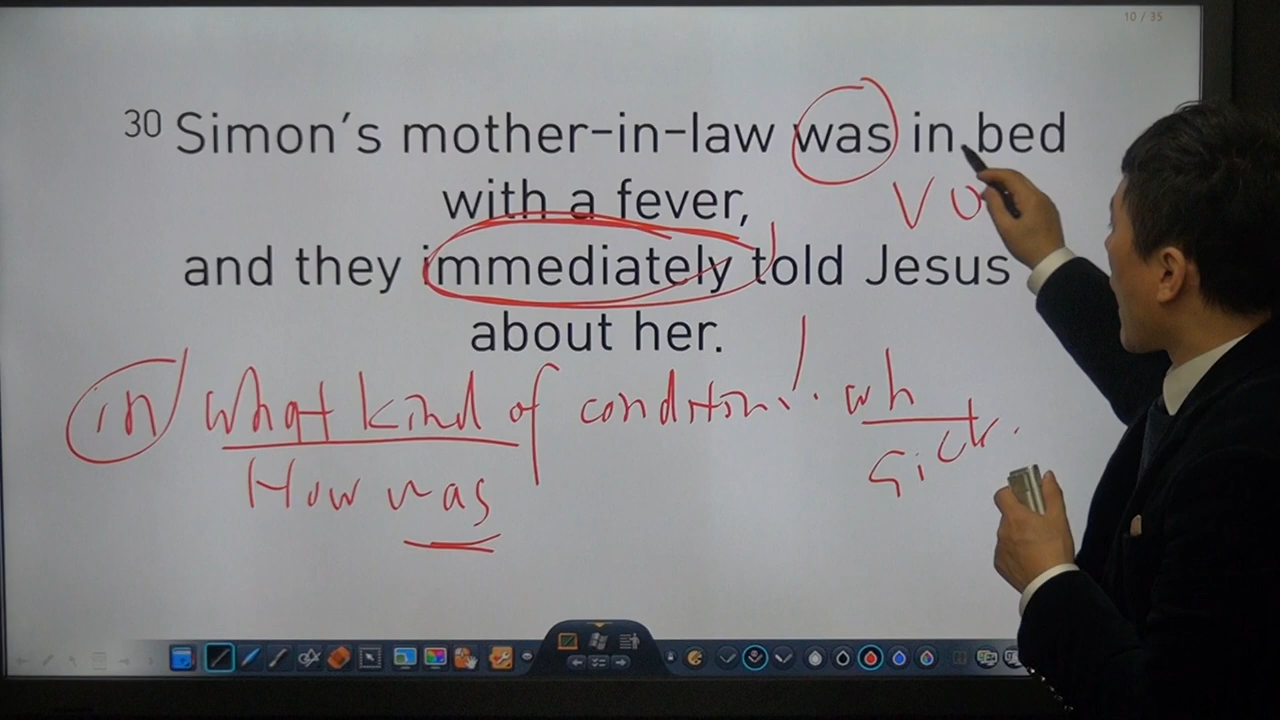 10 / 35
30 Simon's mother-in-law was in bed
with a fever,
V
and they immediately told Jesus
about her.
in what kind of condition! wh
How was
sick.